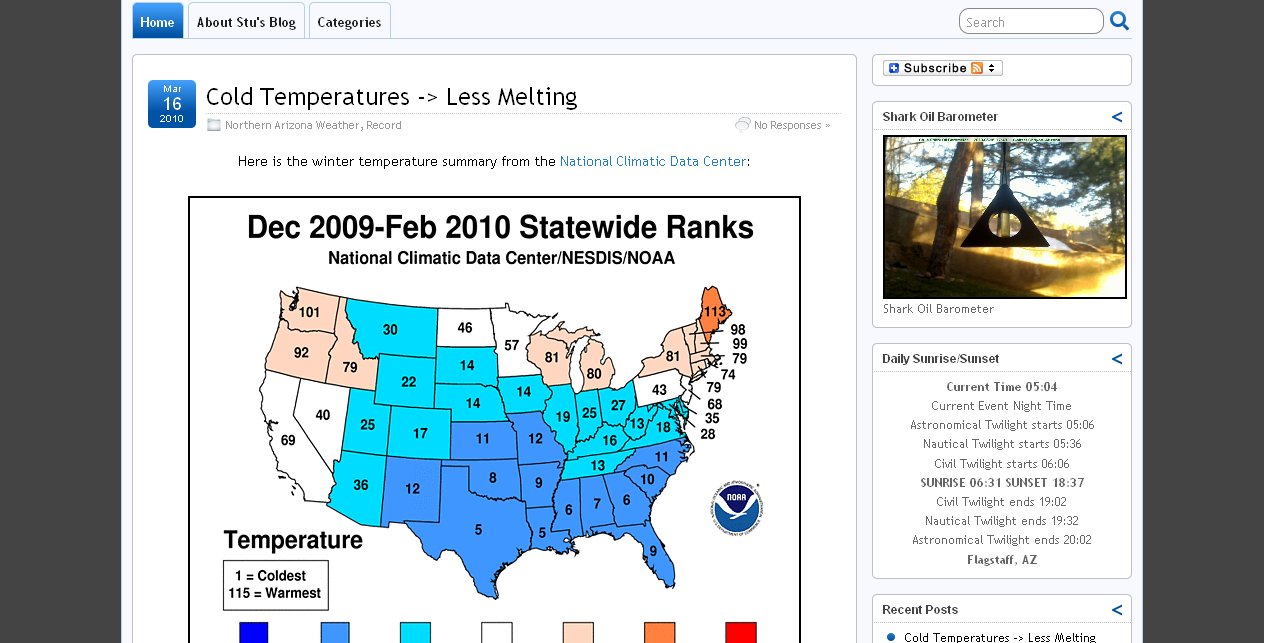 Home
About Stu's Blog
Categories
Search
Subscribe
Mar
16
2010
Cold Temperatures -> Less Melting
Northern Arizona Weather, Record
No Responses »
Here is the winter temperature summary from the National Climatic Data Center:
Dec 2009-Feb 2010 Statewide Ranks
National Climatic Data Center/NESDIS/NOAA
101
92
79
30
46
57
14
22
14
14
81
80
81
113
98
99
79
74
79
68
35
28
43
69
40
25
17
11
12
19
25
27
13
18
16
13
11
36
12
8
9
10
5
5
6
7
6
9
NOAA
Temperature
1 = Coldest
115 = Warmest
Shark Oil Barometer
<
Shark Oil Barometer
Daily Sunrise/Sunset
<
Current Time 05:04
Current Event Night Time
Astronomical Twilight starts 05:06
Nautical Twilight starts 05:36
Civil Twilight starts 06:06
SUNRISE 06:31 SUNSET 18:37
Civil Twilight ends 19:02
Nautical Twilight ends 19:32
Astronomical Twilight ends 20:02
Flagstaff, AZ
Recent Posts
<
Cold Temperatures -> Less Melting